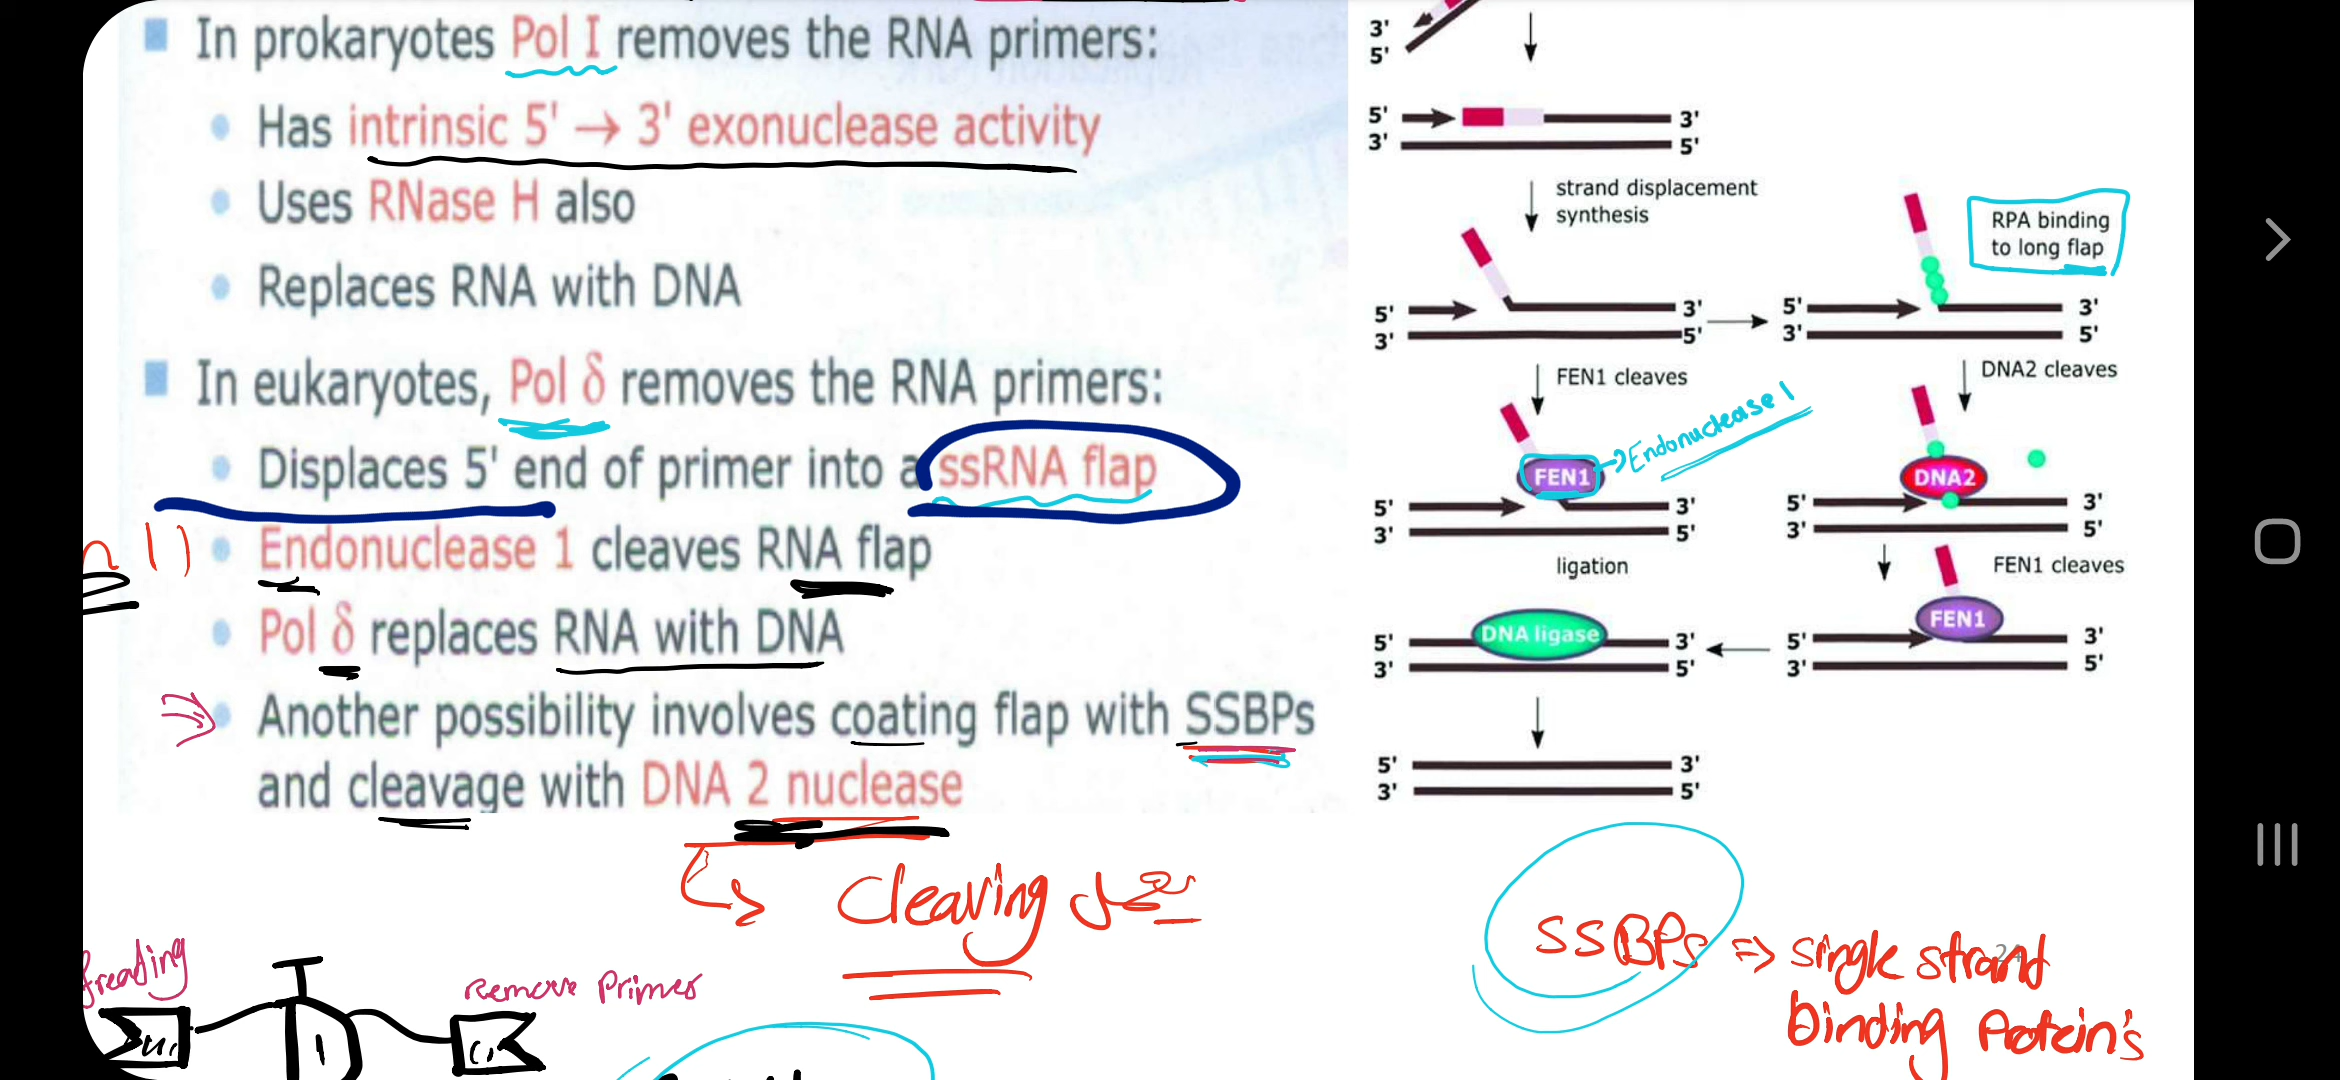 In prokaryotes Pol I removes the RNA primers:
Has intrinsic 5' → 3' exonuclease activity
Uses RNase H also
Replaces RNA with DNA
In eukaryotes, Pol δ removes the RNA primers:
Displaces 5' end of primer into a ssRNA flap
Endonuclease 1 cleaves RNA flap
Pol δ replaces RNA with DNA
Another possibility involves coating flap with SSBPs
and cleavage with DNA 2 nuclease
Cleaving
Remove Primer
3'
5'
5' 3'
3' 5'
strand displacement
synthesis
RPA binding
to long flap
5' 3' 5' 3'
3' 5' 3' 5'
FEN1 cleaves
DNA2 cleaves
Endonuclease 1
FEN1
DNA2
5' 3' 5' 3'
3' 5' 3' 5'
ligation
FEN1 cleaves
FEN1
DNA ligase
5' 3' 5' 3'
3' 5' 3' 5'
5' 3'
3' 5'
SSBPs => single strand
binding Protein's